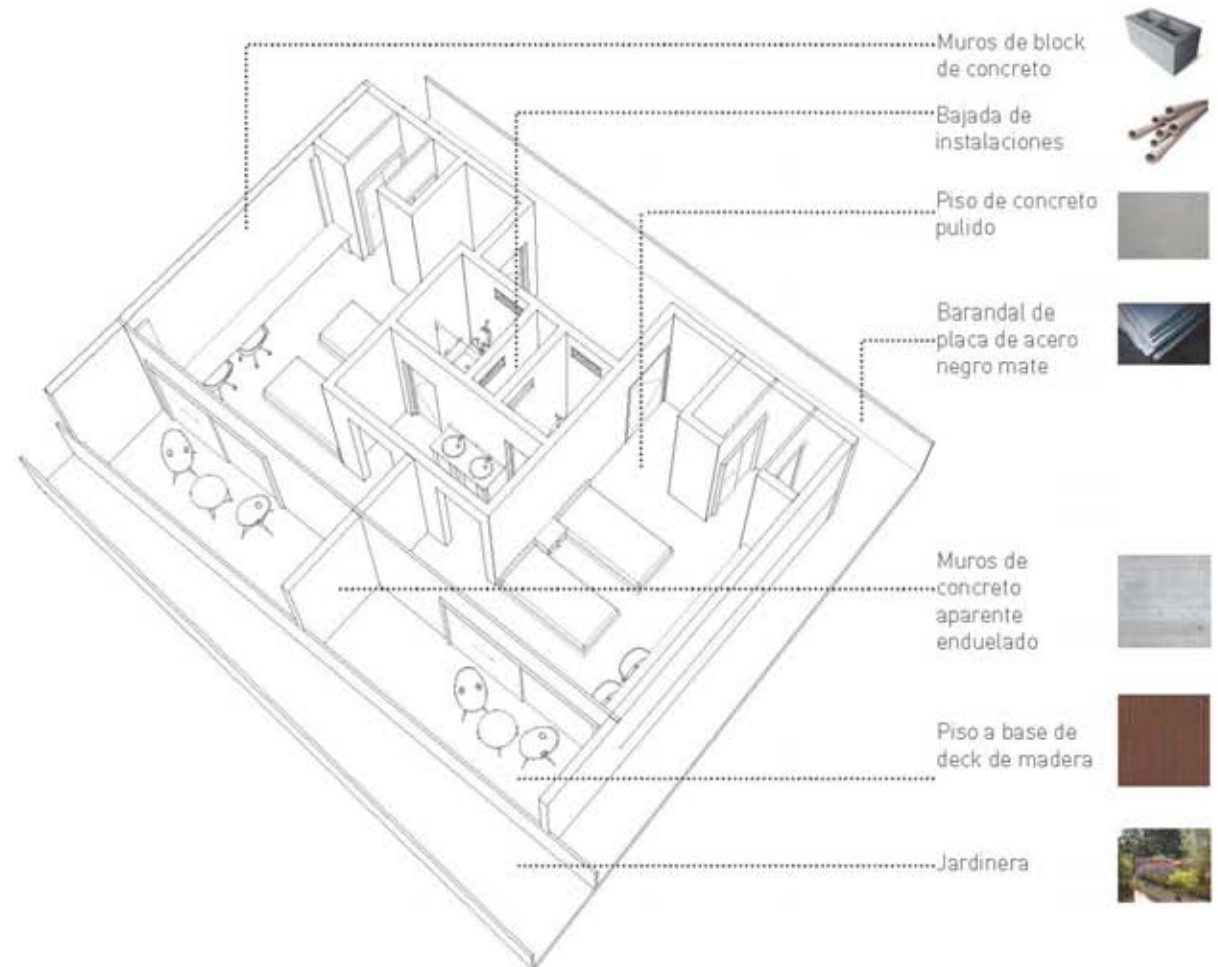 Muros de block
de concreto
Bajada de
instalaciones
Piso de concreto
pulido
Barandal de
placa de acero
negro mate
Muros de
concreto
aparente
enduelado
Piso a base de
deck de madera
Jardinera